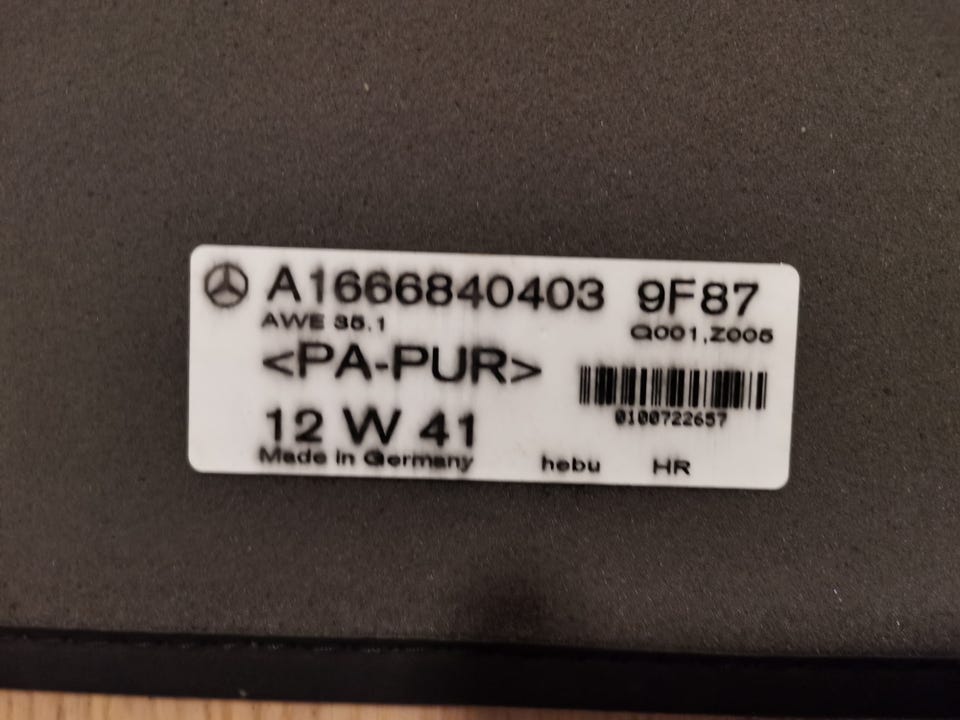 A1666840403 9F87
AWE 35.1 Q001,Z005
<PA-PUR>
0100722657
12 W 41
Made in Germany hebu HR